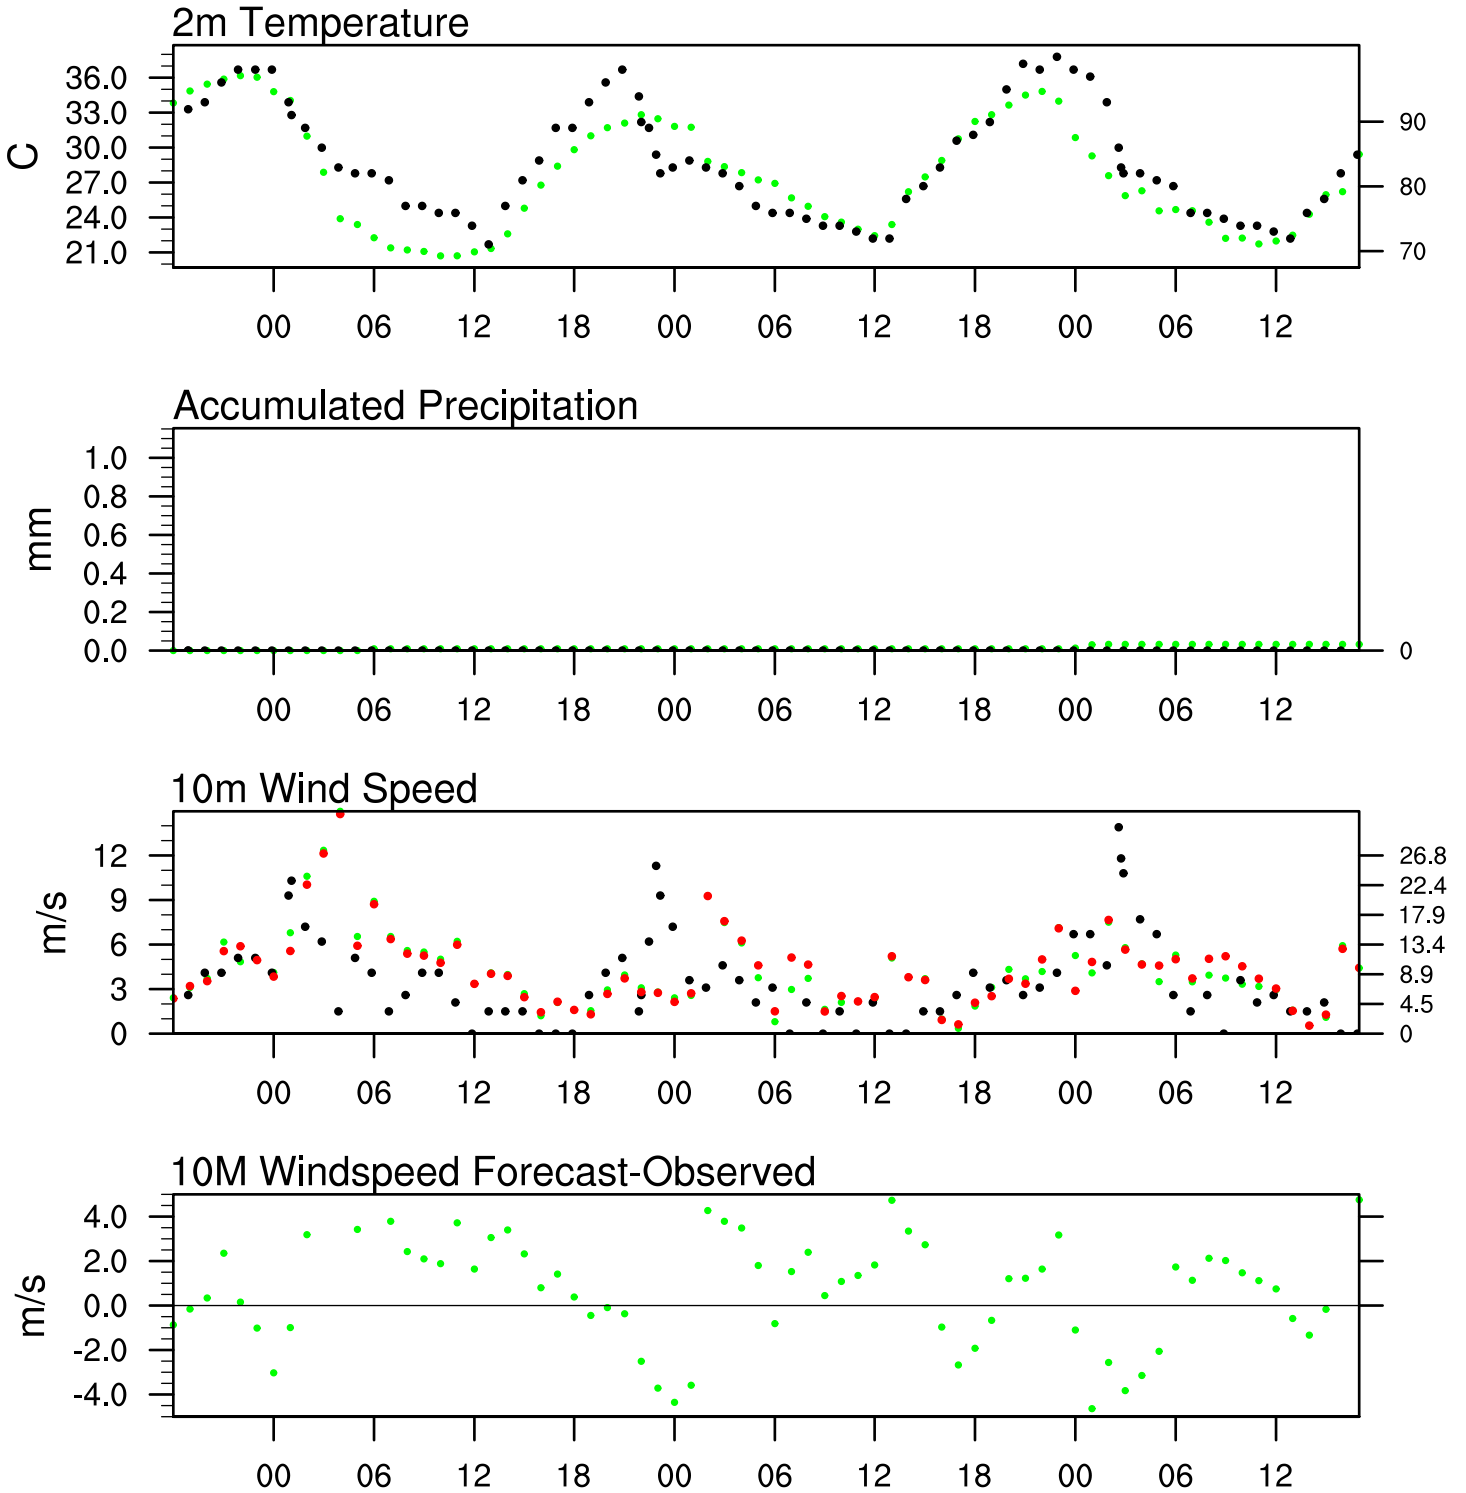 2m Temperature
36.0
33.0
30.0
27.0
24.0
21.0
C
90
80
70
00 06 12 18 00 06 12 18 00 06 12
Accumulated Precipitation
1.0
0.8
0.6
0.4
0.2
0.0
mm
0
00 06 12 18 00 06 12 18 00 06 12
10m Wind Speed
12
9
6
3
0
m/s
26.8
22.4
17.9
13.4
8.9
4.5
0
00 06 12 18 00 06 12 18 00 06 12
10M Windspeed Forecast-Observed
4.0
2.0
0.0
-2.0
-4.0
m/s
00 06 12 18 00 06 12 18 00 06 12